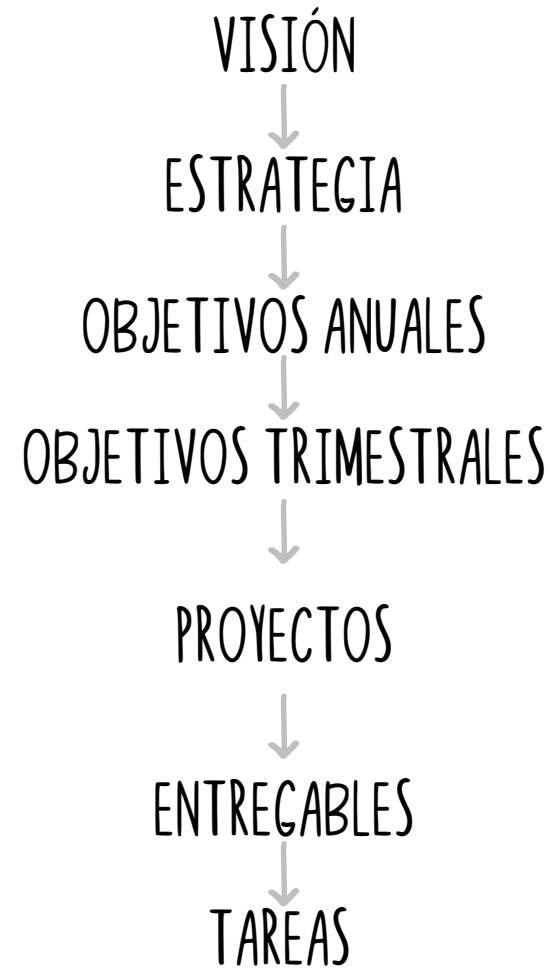 VISIÓN
ESTRATEGIA
OBJETIVOS ANUALES
OBJETIVOS TRIMESTRALES
PROYECTOS
ENTREGABLES
TAREAS